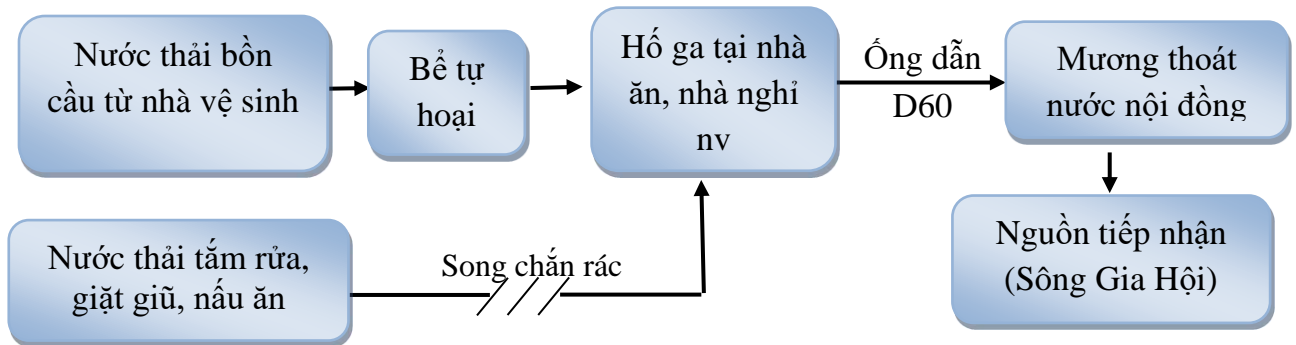 Nước thải bồn
cầu từ nhà vệ sinh
Bể tự
hoại
Hố ga tại nhà
ăn, nhà nghỉ
nv
Ống dẫn
D60
Mương thoát
nước nội đồng
Nước thải tắm rửa,
giặt giũ, nấu ăn
Song chắn rác
Nguồn tiếp nhận
(Sông Gia Hội)